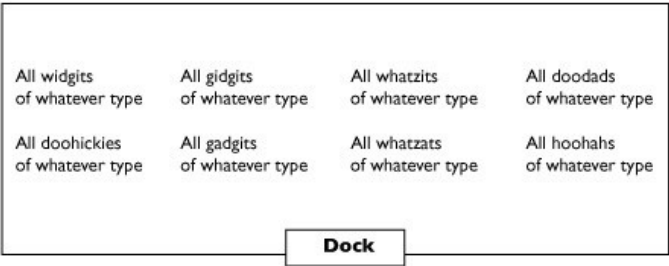 All widgits
of whatever type
All gidgits
of whatever type
All whatzits
of whatever type
All doodads
of whatever type
All doohickies
of whatever type
All gadgits
of whatever type
All whatzats
of whatever type
All hoohahs
of whatever type
Dock